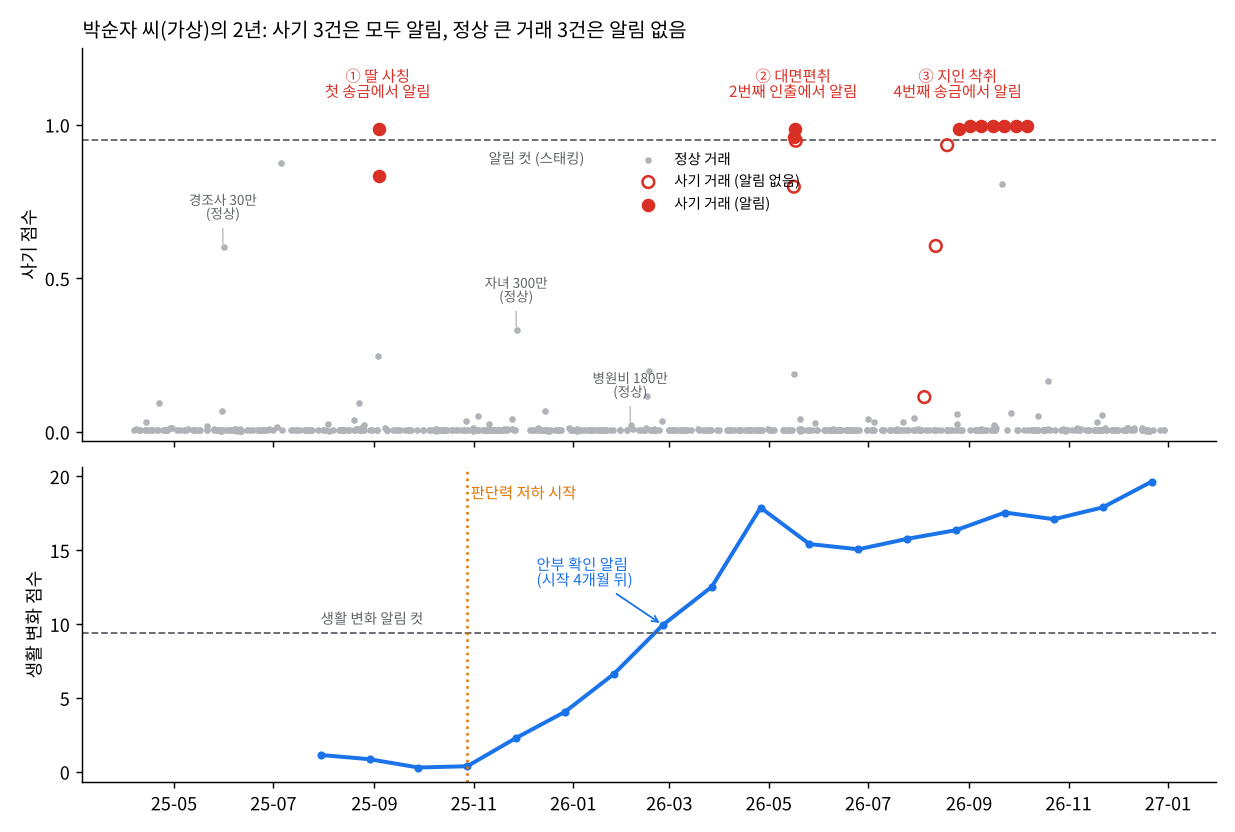 박순자 씨(가상)의 2년: 사기 3건은 모두 알림, 정상 큰 거래 3건은 알림 없음
① 딸 사칭
첫 송금에서 알림
② 대면편취
2번째 인출에서 알림
③ 지인 착취
4번째 송금에서 알림
사기 점수
1.0
0.5
0.0
알림 컷 (스태킹)
정상 거래
사기 거래 (알림 없음)
사기 거래 (알림)
경조사 30만
(정상)
자녀 300만
(정상)
병원비 180만
(정상)
생활 변화 점수
20
15
10
5
0
판단력 저하 시작
안부 확인 알림
(시작 4개월 뒤)
생활 변화 알림 컷
25-05
25-07
25-09
25-11
26-01
26-03
26-05
26-07
26-09
26-11
27-01